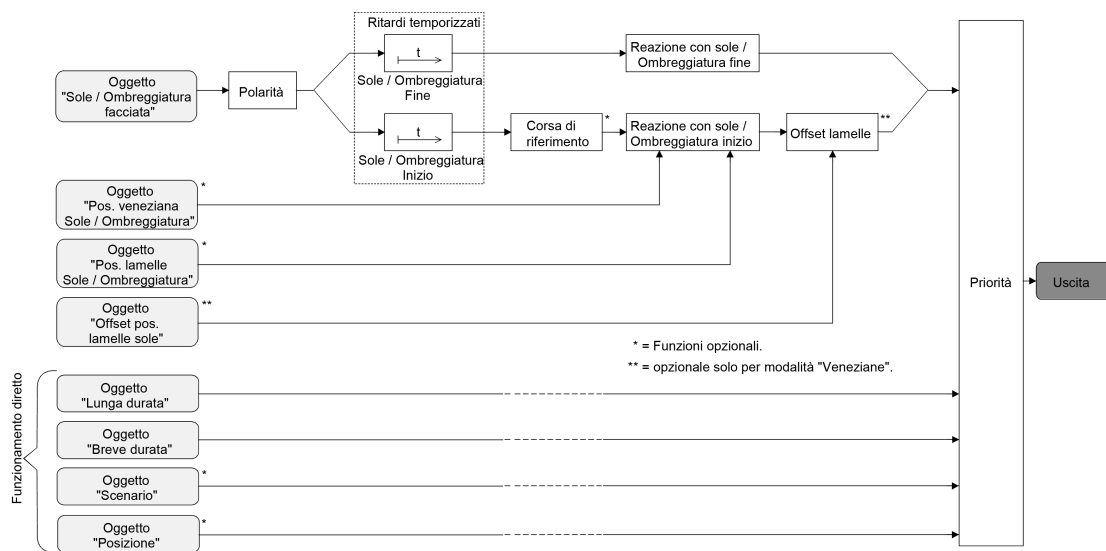 Ritardi temporizzati
t
Sole / Ombreggiatura
Fine
Reazione con sole /
Ombreggiatura fine
Oggetto
"Sole / Ombreggiatura
facciata"
Polarità
t
Sole / Ombreggiatura
Inizio
Corsa di
riferimento
*
Reazione con sole /
Ombreggiatura inizio
Offset lamelle
**
Oggetto
"Pos. veneziana
Sole / Ombreggiatura"
*
Oggetto
"Pos. lamelle
Sole / Ombreggiatura"
*
Oggetto
"Offset pos.
lamelle sole"
**
Priorità
Uscita
* = Funzioni opzionali.
** = opzionale solo per modalità "Veneziane".
Funzionamento diretto
Oggetto
"Lunga durata"
Oggetto
"Breve durata"
Oggetto
"Scenario"
*
Oggetto
"Posizione"
*